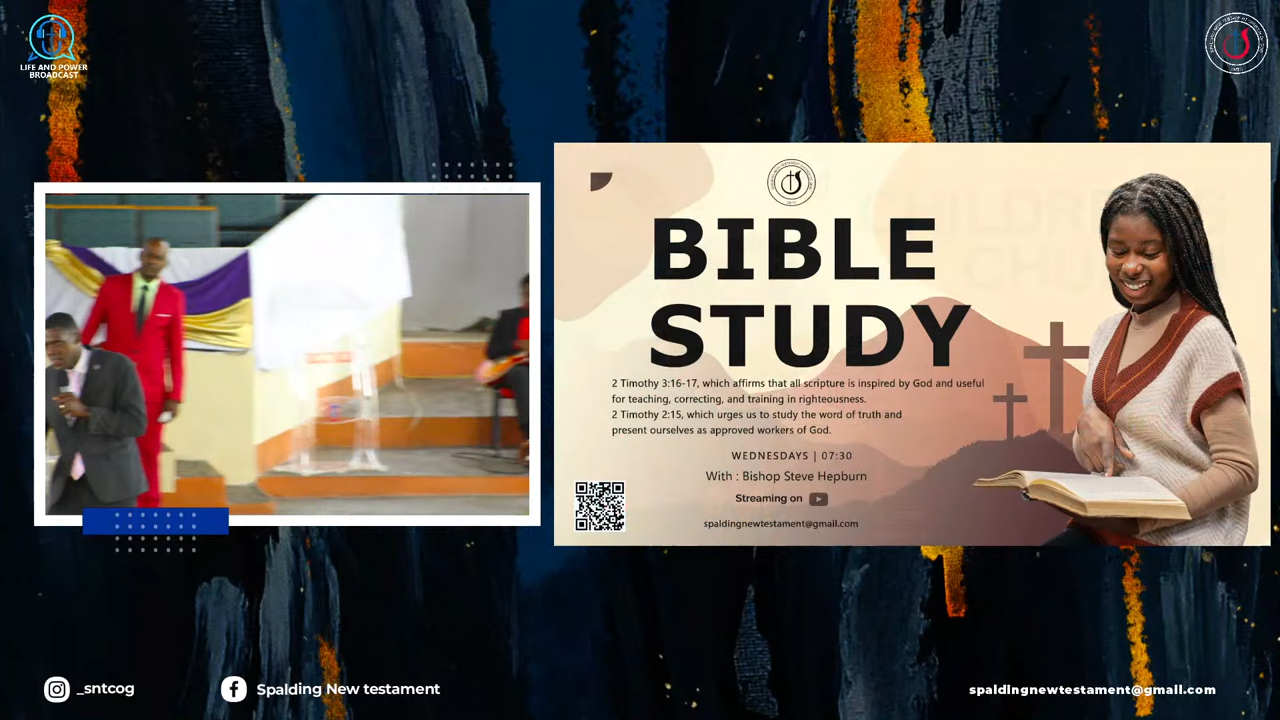 LIFE AND POWER
BROADCAST
BIBLE
STUDY
2 Timothy 3:16-17, which affirms that all scripture is inspired by God and useful
for teaching, correcting, and training in righteousness.
2 Timothy 2:15, which urges us to study the word of truth and
present ourselves as approved workers of God.
WEDNESDAYS | 07:30
With : Bishop Steve Hepburn
Streaming on
spaldingnewtestament@gmail.com
_sntcog
Spalding New testament
spaldingnewtestament@gmail.com